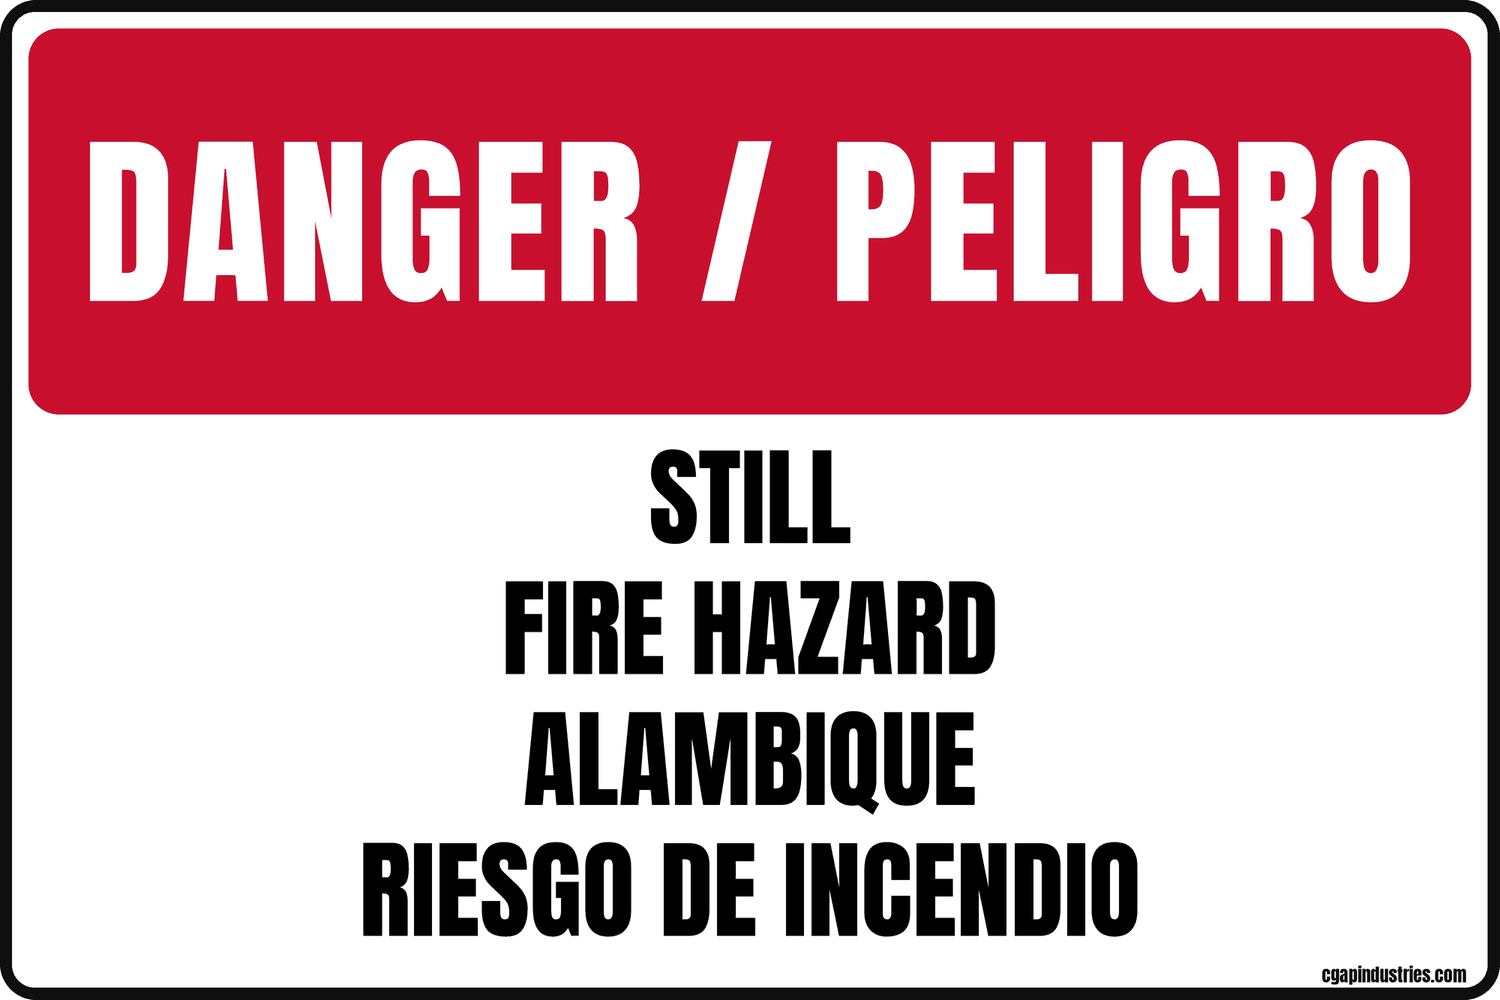 DANGER / PELIGRO
STILL
FIRE HAZARD
ALAMBIQUE
RIESGO DE INCENDIO
cgapindustries.com